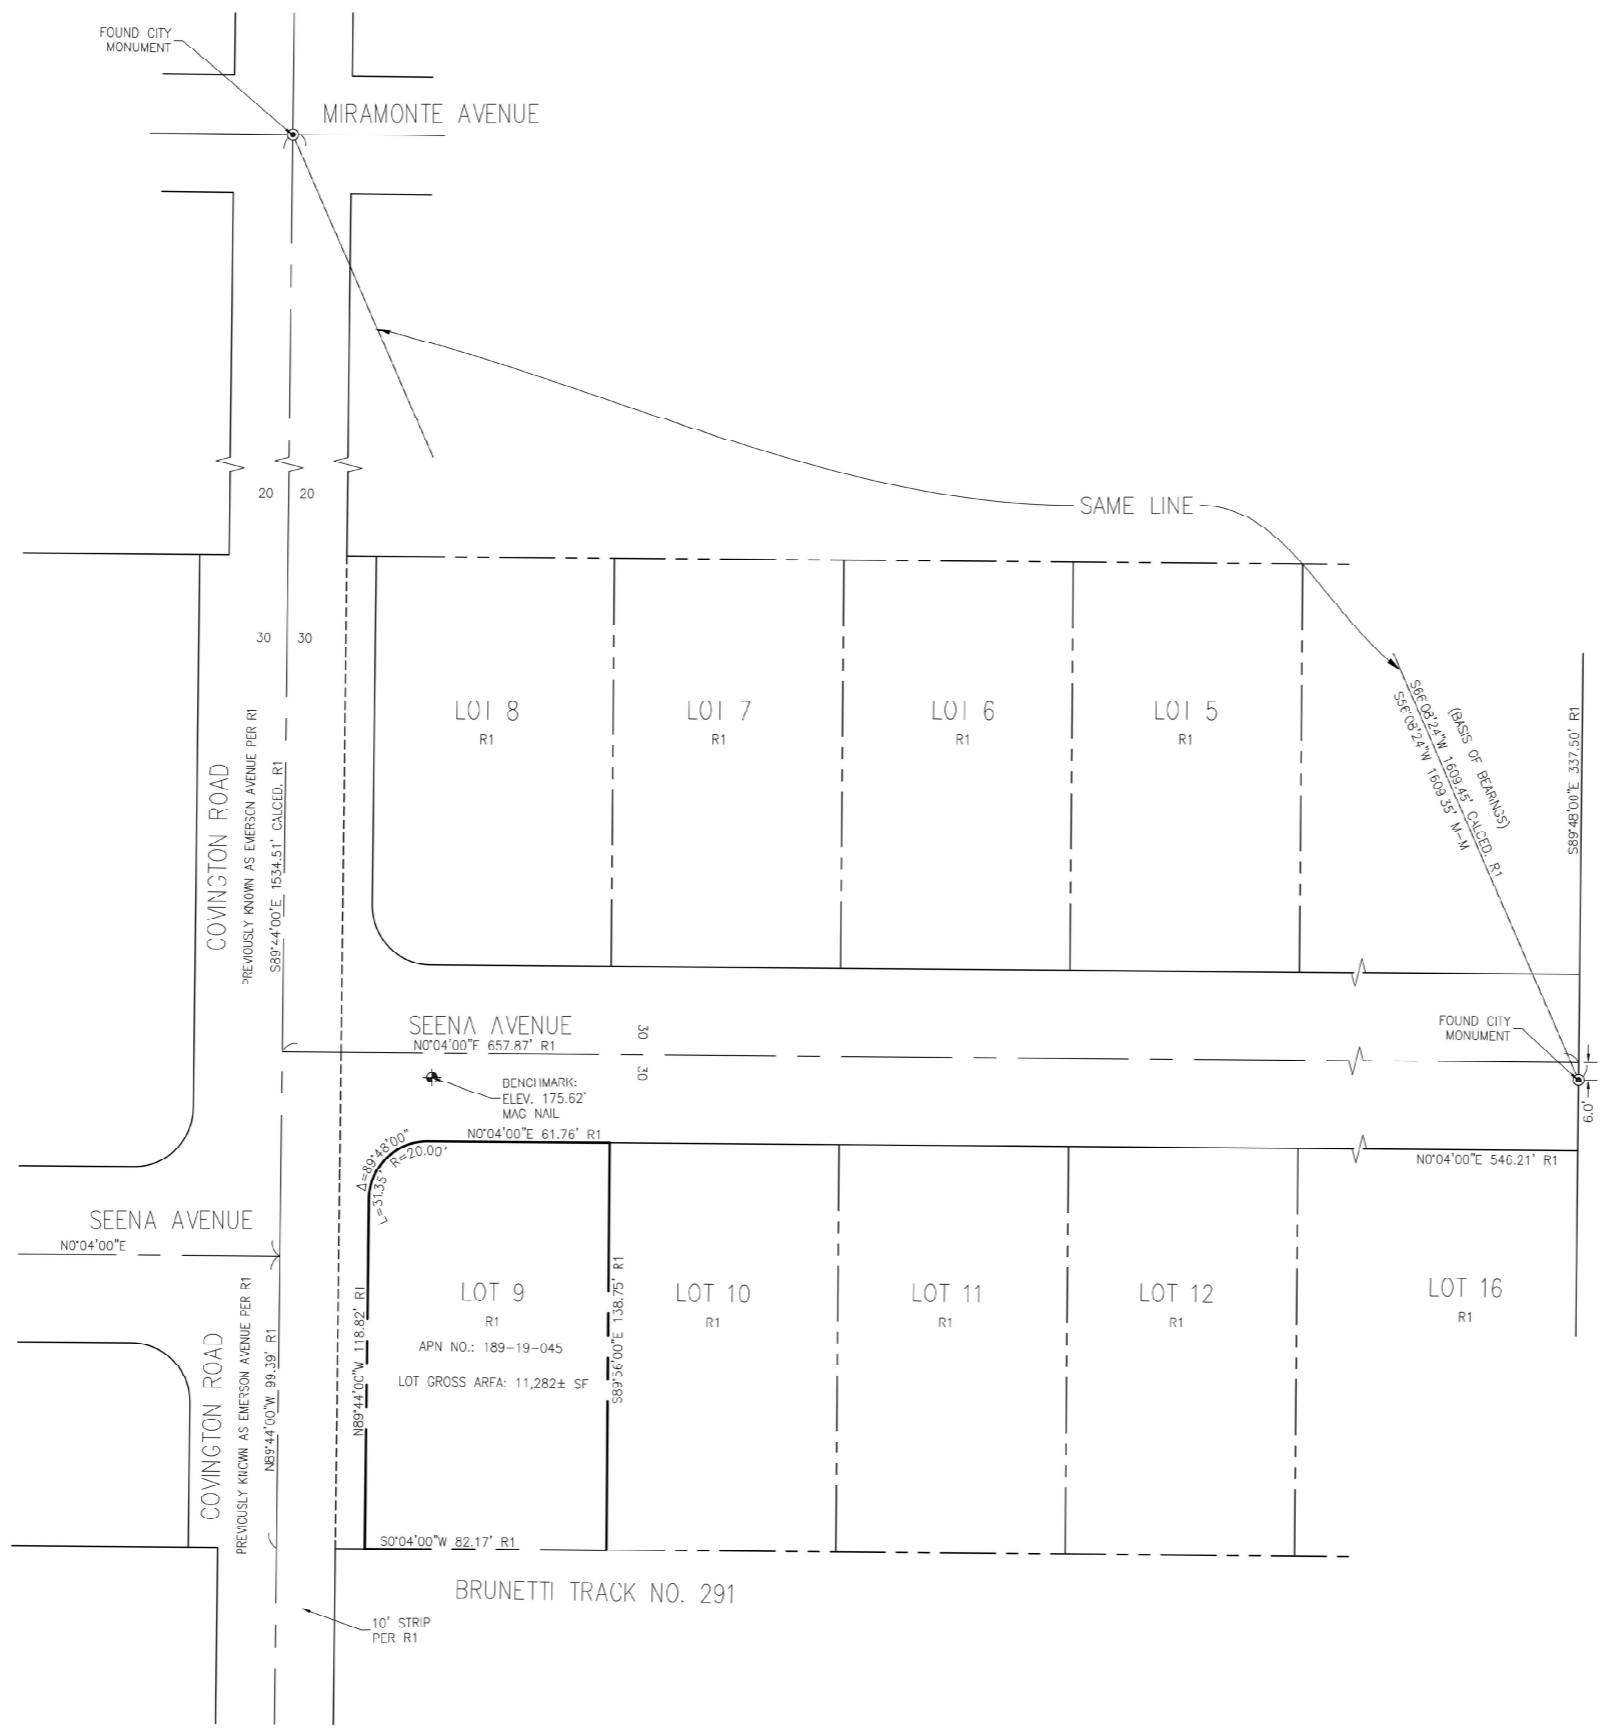 FOUND CITY
MONUMENT
MIRAMONTE AVENUE
20 20
SAME LINE
30 30
LOT 8
R1
LOT 7
R1
LOT 6
R1
LOT 5
R1
COVINGTON ROAD
PREVIOUSLY KNOWN AS EMERSON AVENUE PER R1
S89°44'00"E 1534.51' CALCED. R1
(BASIS OF BEARINGS)
S66°08'24"W 1609.45' CALCED. R1
S56°08'24"W 1609.35' M-M
S89°48'00"E 337.50' R1
SEENA AVENUE
N0°04'00"E 657.87' R1
30
30
FOUND CITY
MONUMENT
6.0'
BENCHMARK:
ELEV. 175.62'
MAG NAIL
N0°04'00"E 61.76' R1
Δ=89°48'00"
R=20.00'
L=31.35'
N0°04'00"E 546.21' R1
SEENA AVENUE
N0°04'00"E
COVINGTON ROAD
PREVIOUSLY KNOWN AS EMERSON AVENUE PER R1
N89°44'00"W 99.39' R1
N89°44'00"W 118.82' R1
LOT 9
R1
APN NO.: 189-19-045
LOT GROSS AREA: 11,282± SF
S89°56'00"E 138.75' R1
LOT 10
R1
LOT 11
R1
LOT 12
R1
LOT 16
R1
S0°04'00"W 82.17' R1
BRUNETTI TRACK NO. 291
10' STRIP
PER R1